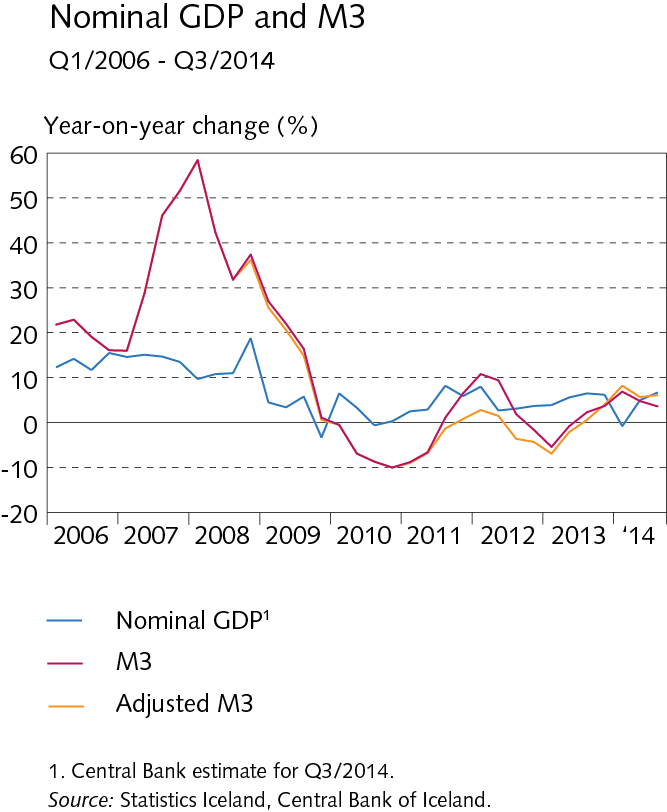 Nominal GDP and M3
Q1/2006 - Q3/2014
Year-on-year change (%)
60
50
40
30
20
10
0
-10
-20
2006 2007 2008 2009 2010 2011 2012 2013 ‘14
Nominal GDP¹
M3
Adjusted M3
1. Central Bank estimate for Q3/2014.
Source: Statistics Iceland, Central Bank of Iceland.